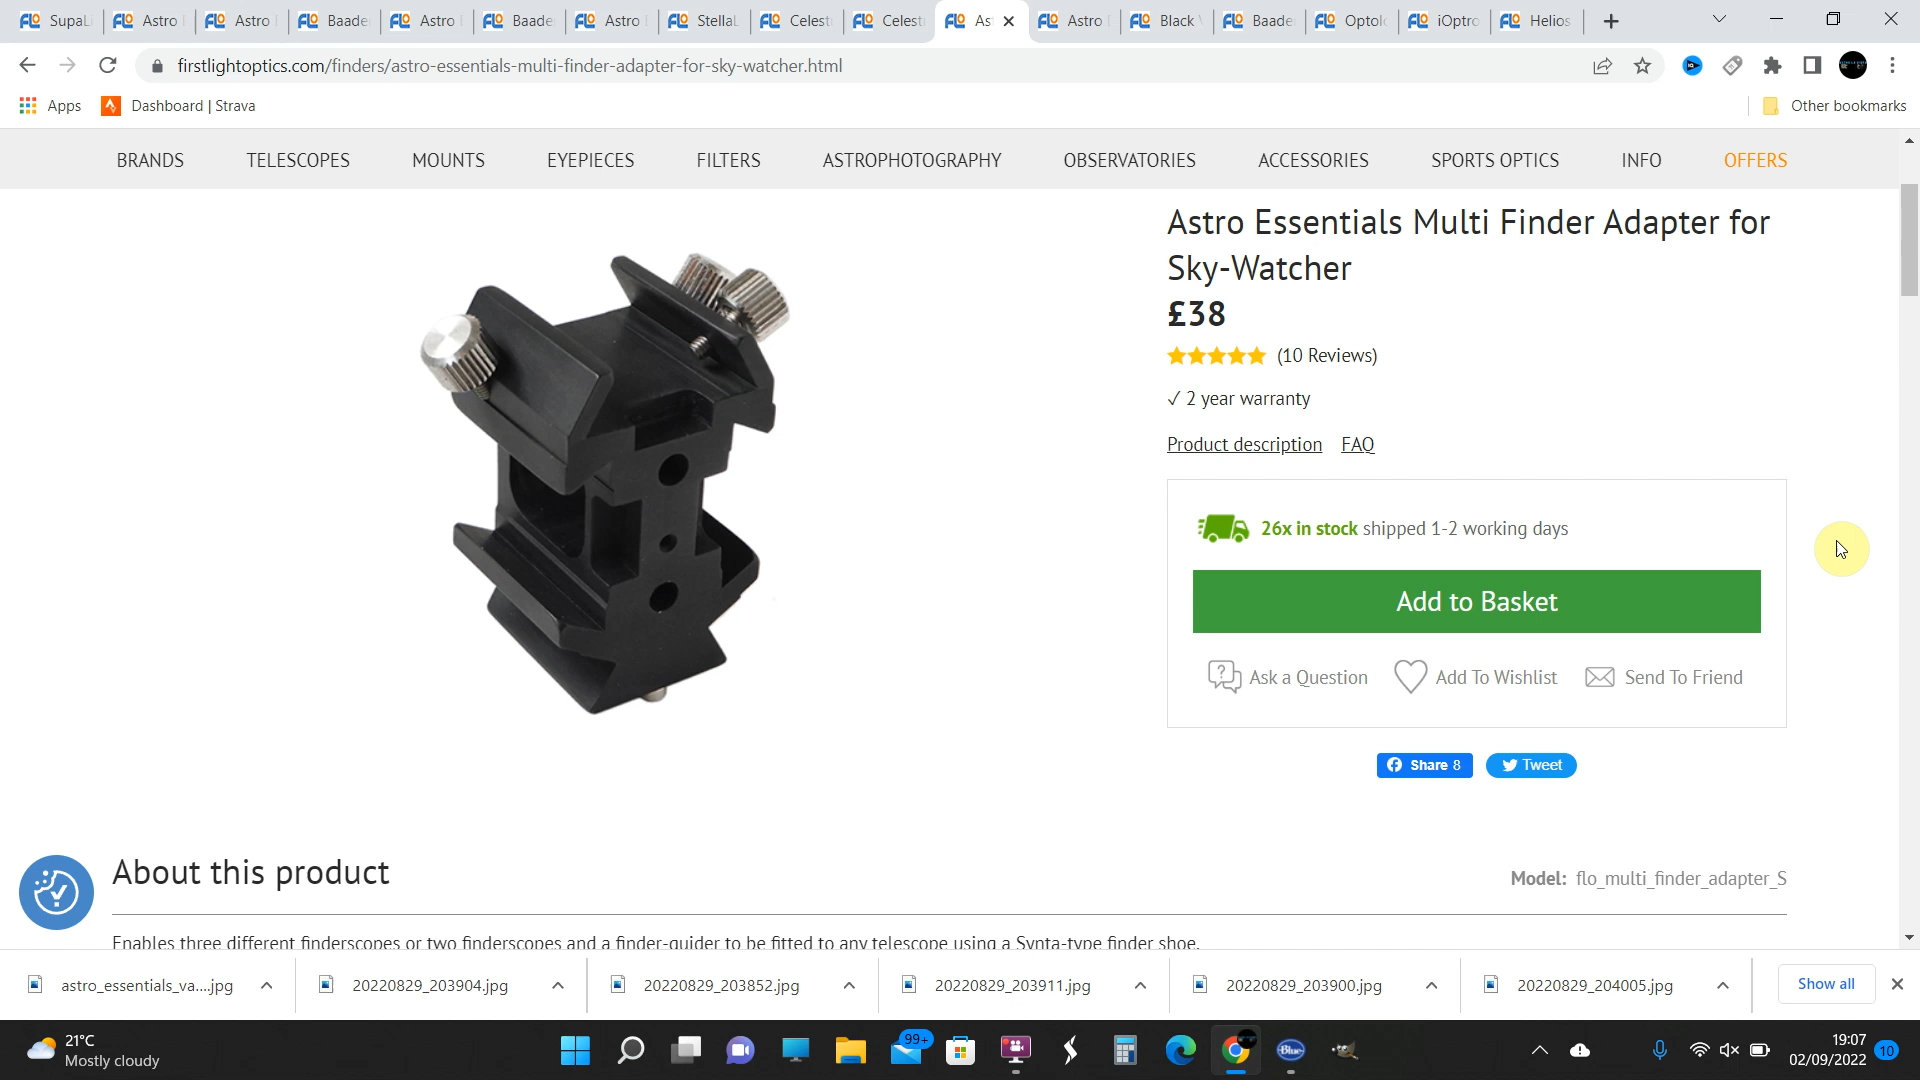 SupaL
Astro
Astro
Baade
Astro
Baade
Astro
StellaL
Celest
Celest
As
Astro
Black
Baade
Optol
iOptro
Helios
firstlightoptics.com/finders/astro-essentials-multi-finder-adapter-for-sky-watcher.html
Apps
Dashboard | Strava
Other bookmarks
BRANDS TELESCOPES MOUNTS EYEPIECES FILTERS ASTROPHOTOGRAPHY OBSERVATORIES ACCESSORIES SPORTS OPTICS INFO OFFERS
Astro Essentials Multi Finder Adapter for
Sky-Watcher
£38
(10 Reviews)
✓ 2 year warranty
Product description FAQ
26x in stock shipped 1-2 working days
Add to Basket
Ask a Question Add To Wishlist Send To Friend
Share 8 Tweet
About this product
Model: flo_multi_finder_adapter_S
Enables three different finderscopes or two finderscopes and a finder-guider to be fitted to any telescope using a Synta-type finder shoe.
astro_essentials_va....jpg
20220829_203904.jpg
20220829_203852.jpg
20220829_203911.jpg
20220829_203900.jpg
20220829_204005.jpg
Show all
21°C
Mostly cloudy
99+
Blue
19:07
02/09/2022
10